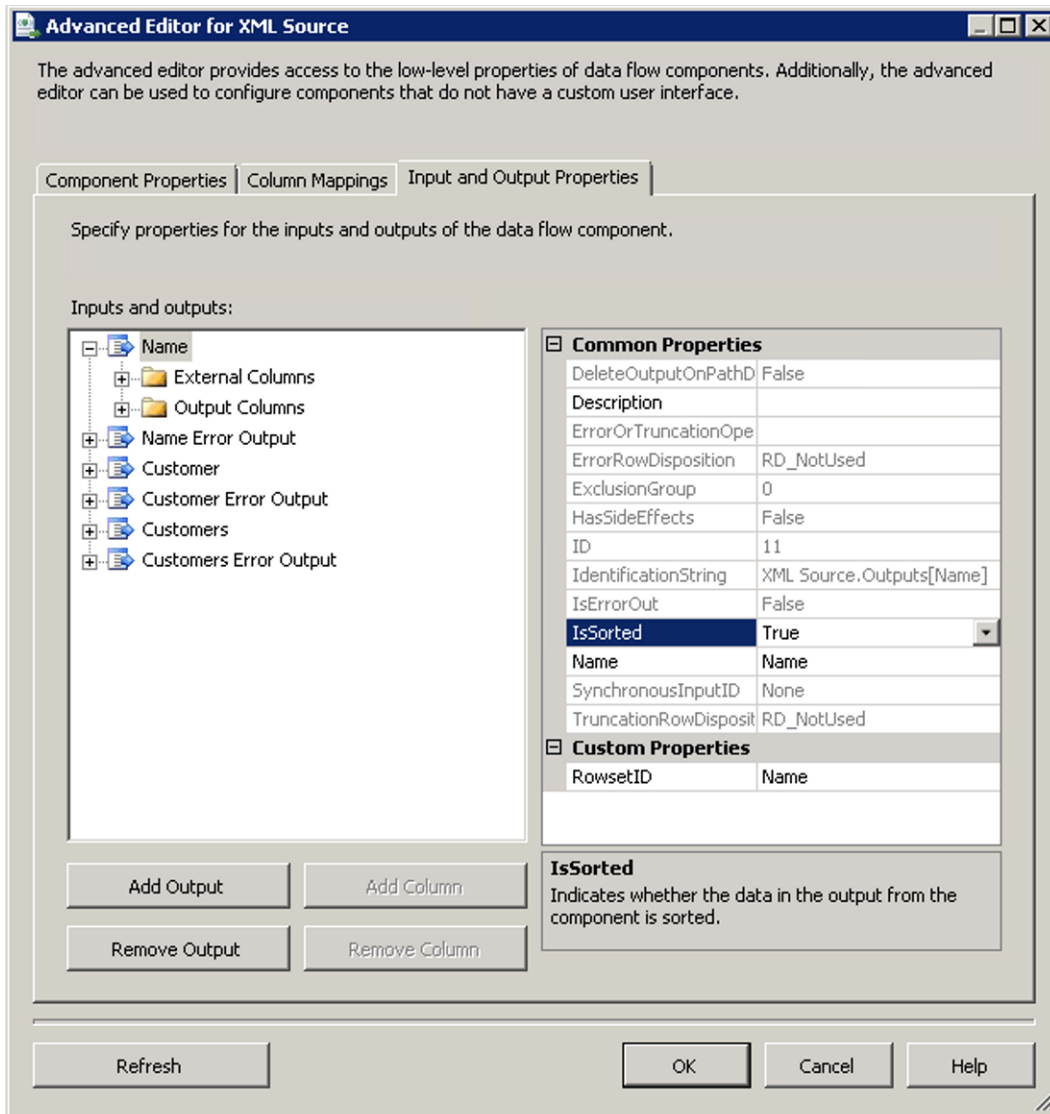 Advanced Editor for XML Source
The advanced editor provides access to the low-level properties of data flow components. Additionally, the advanced
editor can be used to configure components that do not have a custom user interface.
Component Properties Column Mappings Input and Output Properties
Specify properties for the inputs and outputs of the data flow component.
Inputs and outputs:
Name
External Columns
Output Columns
Name Error Output
Customer
Customer Error Output
Customers
Customers Error Output
Common Properties
DeleteOutputOnPathD False
Description
ErrorOrTruncationOpe
ErrorRowDisposition RD_NotUsed
ExclusionGroup 0
HasSideEffects False
ID 11
IdentificationString XML Source.Outputs[Name]
IsErrorOut False
IsSorted True
Name Name
SynchronousInputID None
TruncationRowDisposit RD_NotUsed
Custom Properties
RowsetID Name
IsSorted
Indicates whether the data in the output from the
component is sorted.
Add Output Add Column
Remove Output Remove Column
Refresh OK Cancel Help